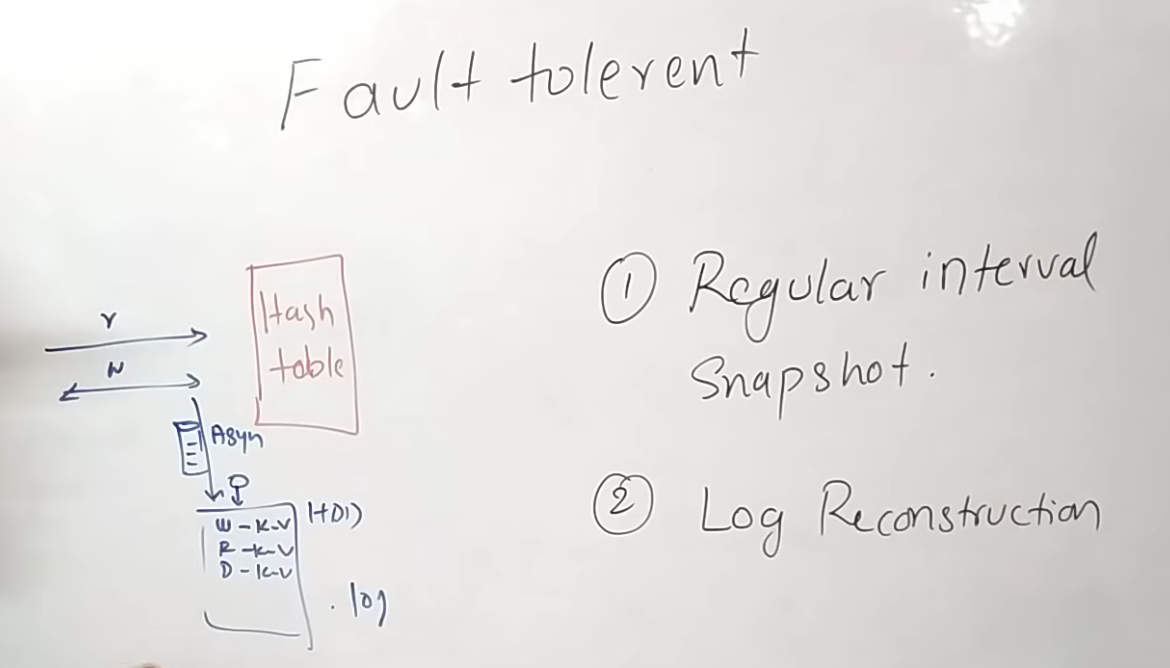 Fault tolerent
① Regular interval
Snapshot.
② Log Reconstruction
Hash
table
r
W
Asyn
HDD
W-K-V
R-K-V
D-K-V
.log